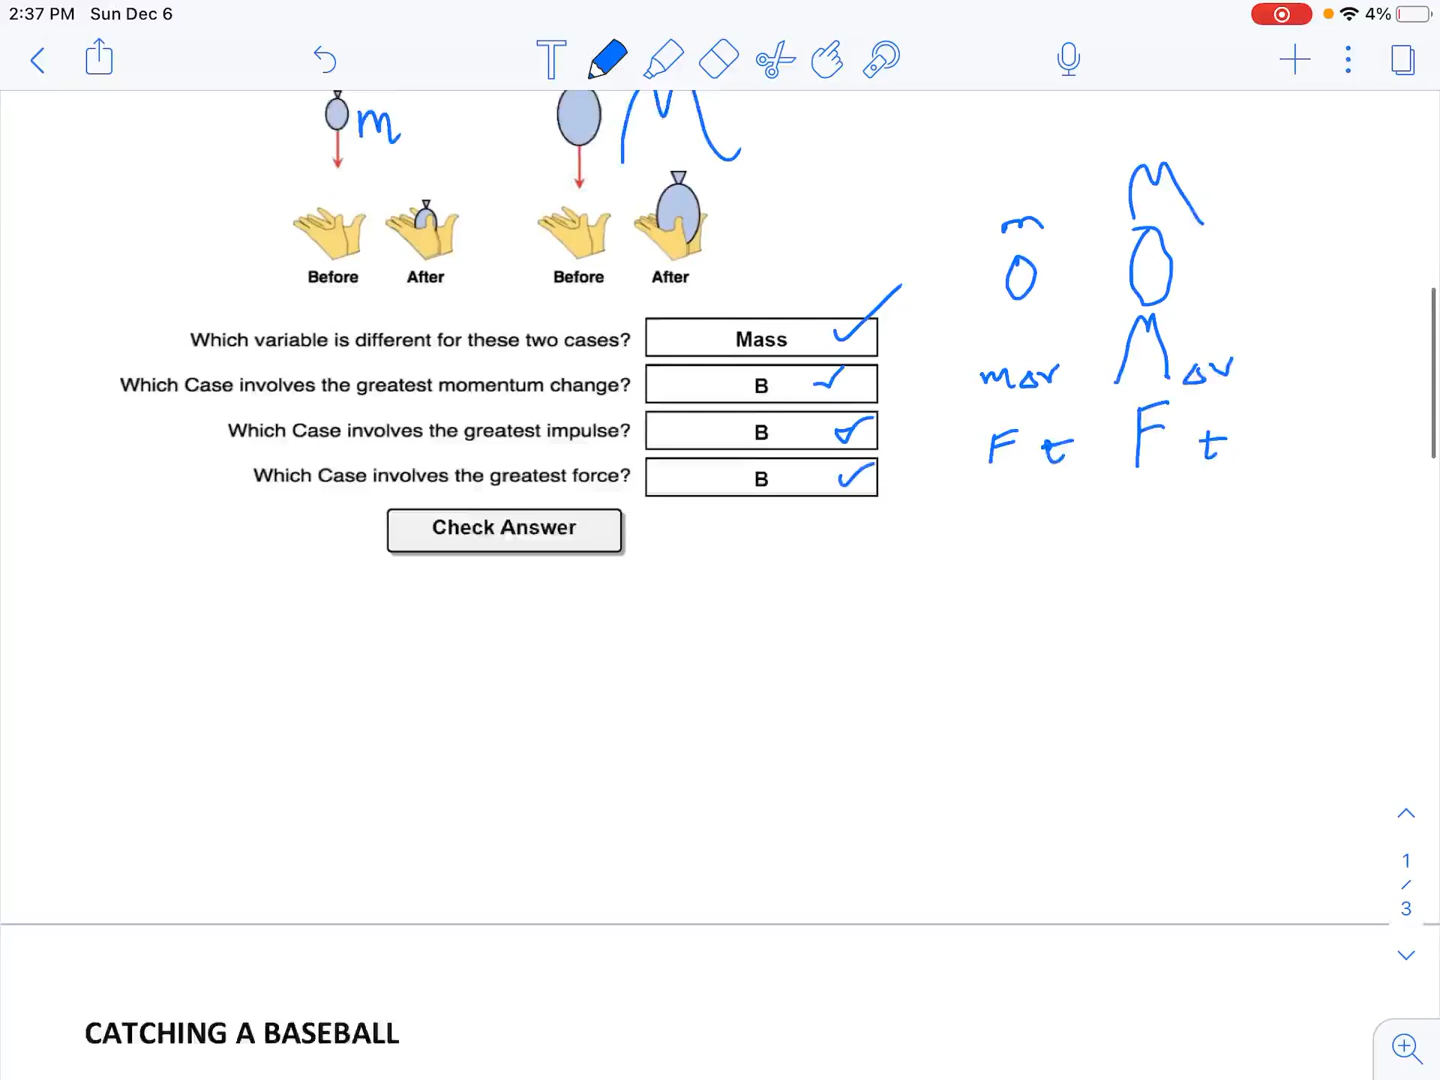 2:37 PM Sun Dec 6
4%
T
m
M
Before
After
Before
After
m
M
Which variable is different for these two cases?
Mass
Which Case involves the greatest momentum change?
B
mΔv
MΔv
Which Case involves the greatest impulse?
B
F t
F t
Which Case involves the greatest force?
B
Check Answer
1
/
3
CATCHING A BASEBALL